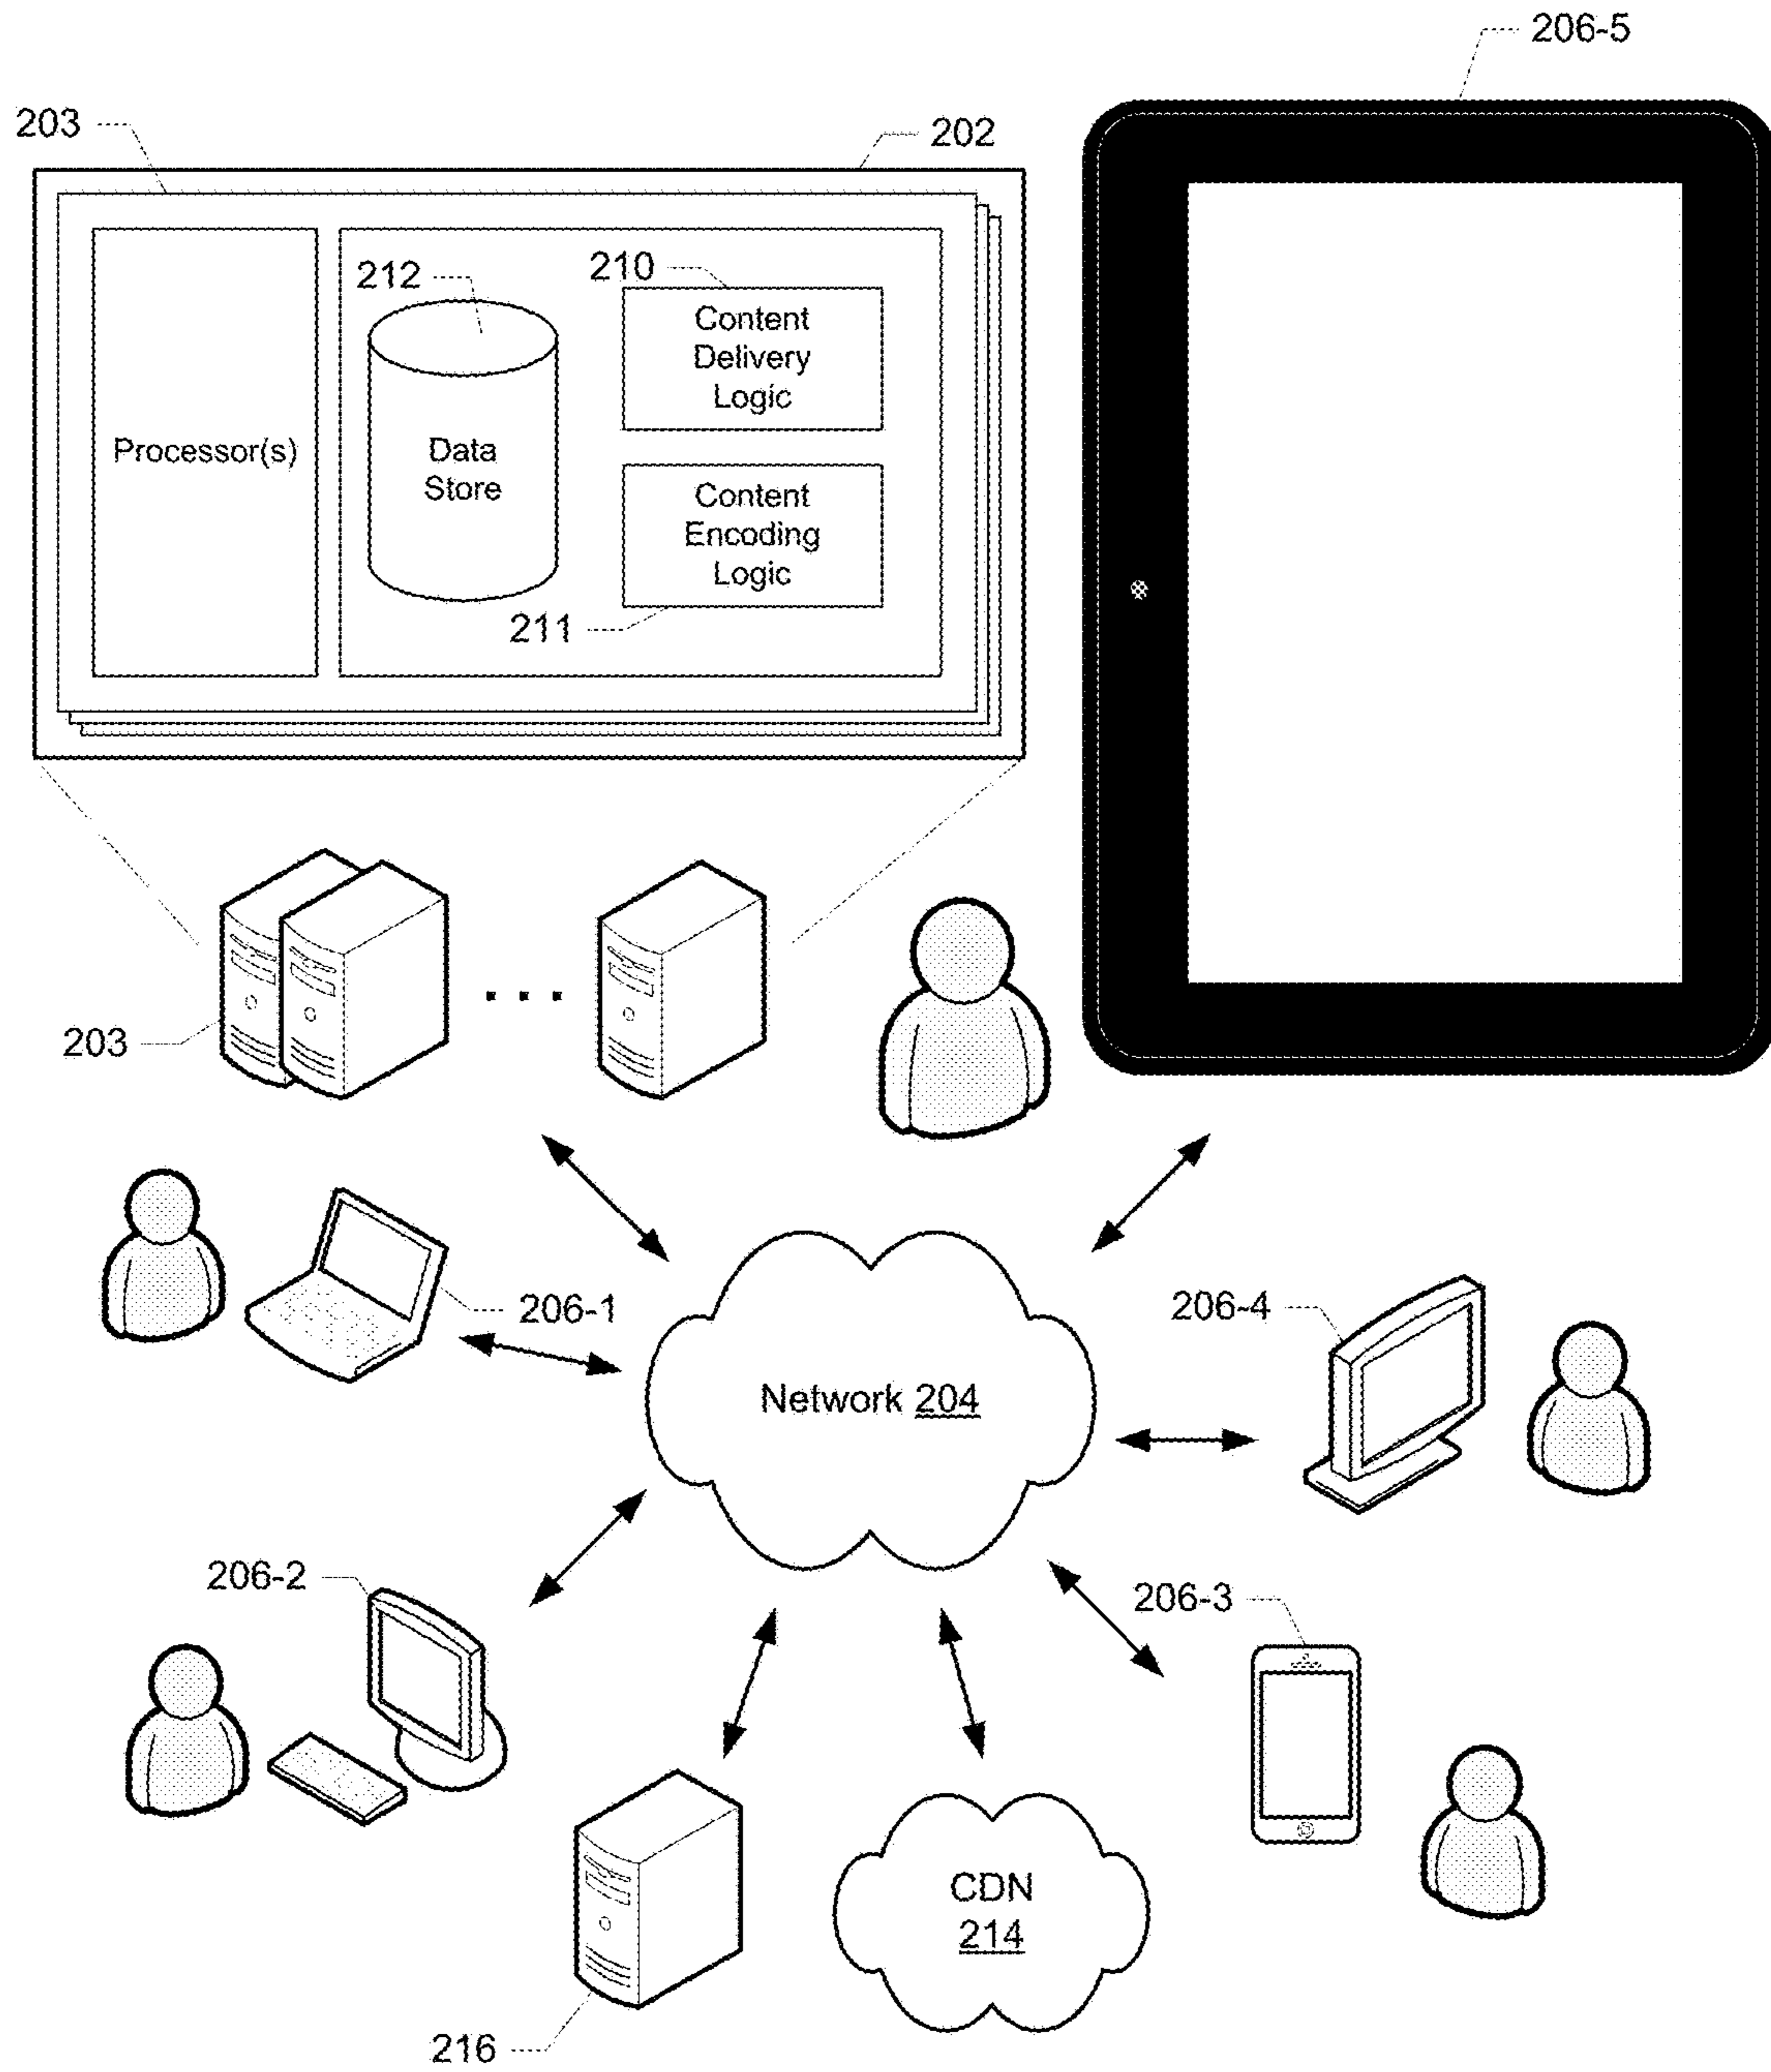 206-5
203
202
212
210
Content
Delivery
Logic
Processor(s)
Data
Store
Content
Encoding
Logic
211
203
206-1
206-4
Network 204
206-2
206-3
CDN
214
216